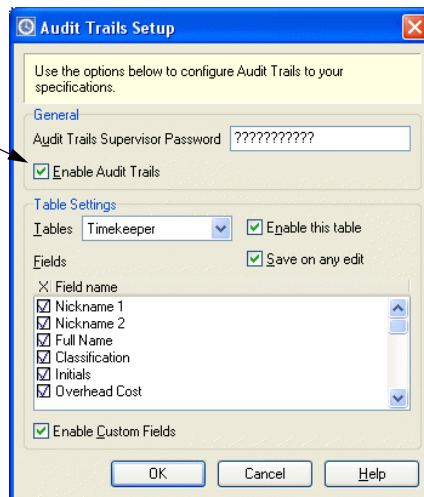 Audit Trails Setup
Use the options below to configure Audit Trails to your
specifications.
General
Audit Trails Supervisor Password ???????????
Enable Audit Trails
Table Settings
Tables Timekeeper Enable this table
Fields Save on any edit
X Field name
Nickname 1
Nickname 2
Full Name
Classification
Initials
Overhead Cost
Enable Custom Fields
OK Cancel Help